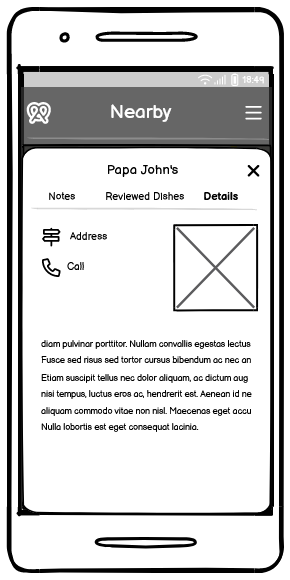 18:49
Nearby
Papa John's
Notes Reviewed Dishes Details
Address
Call
diam pulvinar porttitor. Nullam convallis egestas lectus
Fusce sed risus sed tortor cursus bibendum ac nec an
Etiam suscipit tellus nec dolor aliquam, ac dictum aug
nisi tempus, luctus eros ac, hendrerit est. Aenean id ne
aliquam commodo vitae non nisl. Maecenas eget accu
Nulla lobortis est eget consequat lacinia.